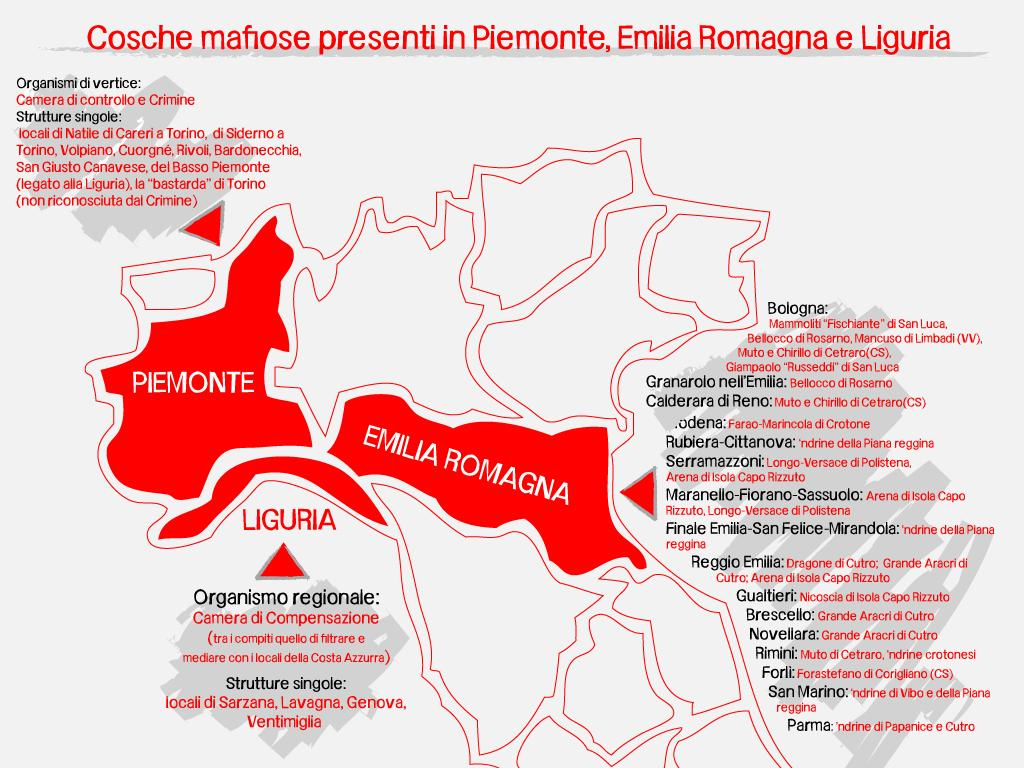 Cosche mafiose presenti in Piemonte, Emilia Romagna e Liguria
Organismi di vertice:
Camera di controllo e Crimine
Strutture singole:
locali di Natile di Careri a Torino, di Siderno a
Torino, Volpiano, Cuorgné, Rivoli, Bardonecchia,
San Giusto Canavese, del Basso Piemonte
(legato alla Liguria), la "bastarda" di Torino
(non riconosciuta dal Crimine)
PIEMONTE
EMILIA ROMAGNA
LIGURIA
Organismo regionale:
Camera di Compensazione
(tra i compiti quello di filtrare e
mediare con i locali della Costa Azzurra)
Strutture singole:
locali di Sarzana, Lavagna, Genova,
Ventimiglia
Bologna:
Mammoliti "Fischiante" di San Luca,
Bellocco di Rosarno, Mancuso di Limbadi (VV),
Muto e Chirillo di Cetraro(CS),
Giampaolo "Russeddi" di San Luca
Granarolo nell'Emilia: Bellocco di Rosarno
Calderara di Reno: Muto e Chirillo di Cetraro(CS)
odena: Farao-Marincola di Crotone
Rubiera-Cittanova: 'ndrine della Piana reggina
Serramazzoni: Longo-Versace di Polistena,
Arena di Isola Capo Rizzuto
Maranello-Fiorano-Sassuolo: Arena di Isola Capo
Rizzuto, Longo-Versace di Polistena
Finale Emilia-San Felice-Mirandola: 'ndrine della Piana
reggina
Reggio Emilia: Dragone di Cutro; Grande Aracri di
Cutro; Arena di Isola Capo Rizzuto
Gualtieri: Nicoscia di Isola Capo Rizzuto
Brescello: Grande Aracri di Cutro
Novellara: Grande Aracri di Cutro
Rimini: Muto di Cetraro, 'ndrine crotonesi
Forlì: Forastefano di Corigliano (CS)
San Marino: 'ndrine di Vibo e della Piana
reggina
Parma: 'ndrine di Papanice e Cutro